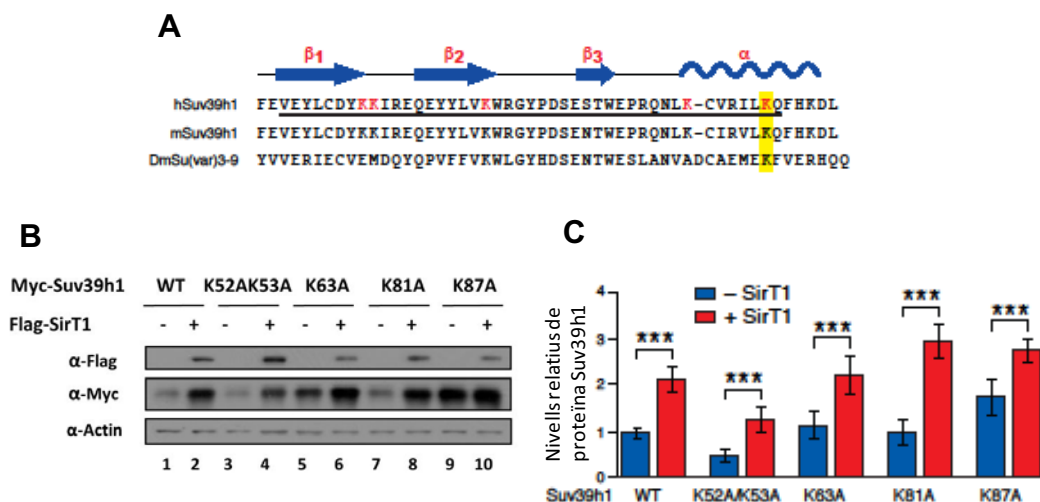 A
β1 β2 β3 α
hSuv39h1 FEVEYLCDYKKIREQEYYLVKWRGYPDSESTWEPRQNLK-CVRILKQFHKDL
mSuv39h1 FEVEYLCDYKKIREQEYYLVKWRGYPDSENTWEPRQNLK-CIRVLKQFHKDL
DmSu(var)3-9 YVVERIECVEMDQYQPVFFVKWLGYHDSENTWESLANVADCAEMEKFVERHQQ
B
Myc-Suv39h1 WT K52AK53A K63A K81A K87A
Flag-SirT1 - + - + - + - + - +
α-Flag
α-Myc
α-Actin
1 2 3 4 5 6 7 8 9 10
C
Nivells relatius de
proteïna Suv39h1
4
3
2
1
0
– SirT1
+ SirT1
*** *** *** *** ***
Suv39h1 WT K52A/K53A K63A K81A K87A